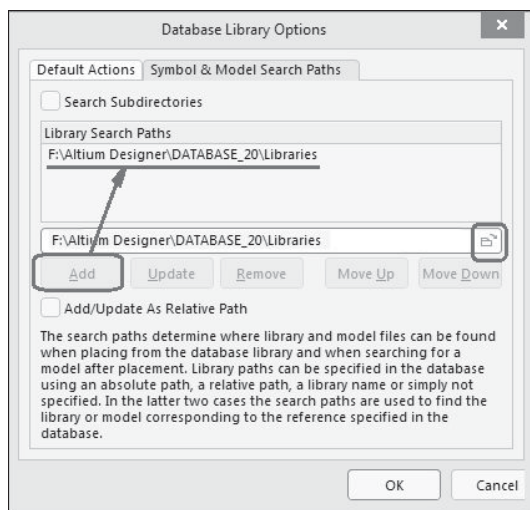 Database Library Options
×
Default Actions
Symbol & Model Search Paths
Search Subdirectories
Library Search Paths
F:\Altium Designer\DATABASE_20\Libraries
F:\Altium Designer\DATABASE_20\Libraries
Add
Update
Remove
Move Up
Move Down
Add/Update As Relative Path
The search paths determine where library and model files can be found
when placing from the database library and when searching for a
model after placement. Library paths can be specified in the database
using an absolute path, a relative path, a library name or simply not
specified. In the latter two cases the search paths are used to find the
library or model corresponding to the reference specified in the
database.
OK
Cancel